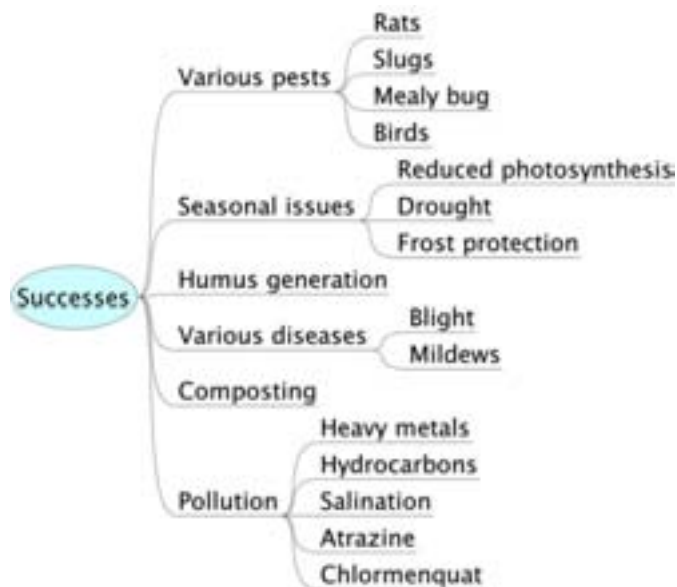 Successes
Various pests
Rats
Slugs
Mealy bug
Birds
Seasonal issues
Reduced photosynthesis
Drought
Frost protection
Humus generation
Various diseases
Blight
Mildews
Composting
Pollution
Heavy metals
Hydrocarbons
Salination
Atrazine
Chlormenquat